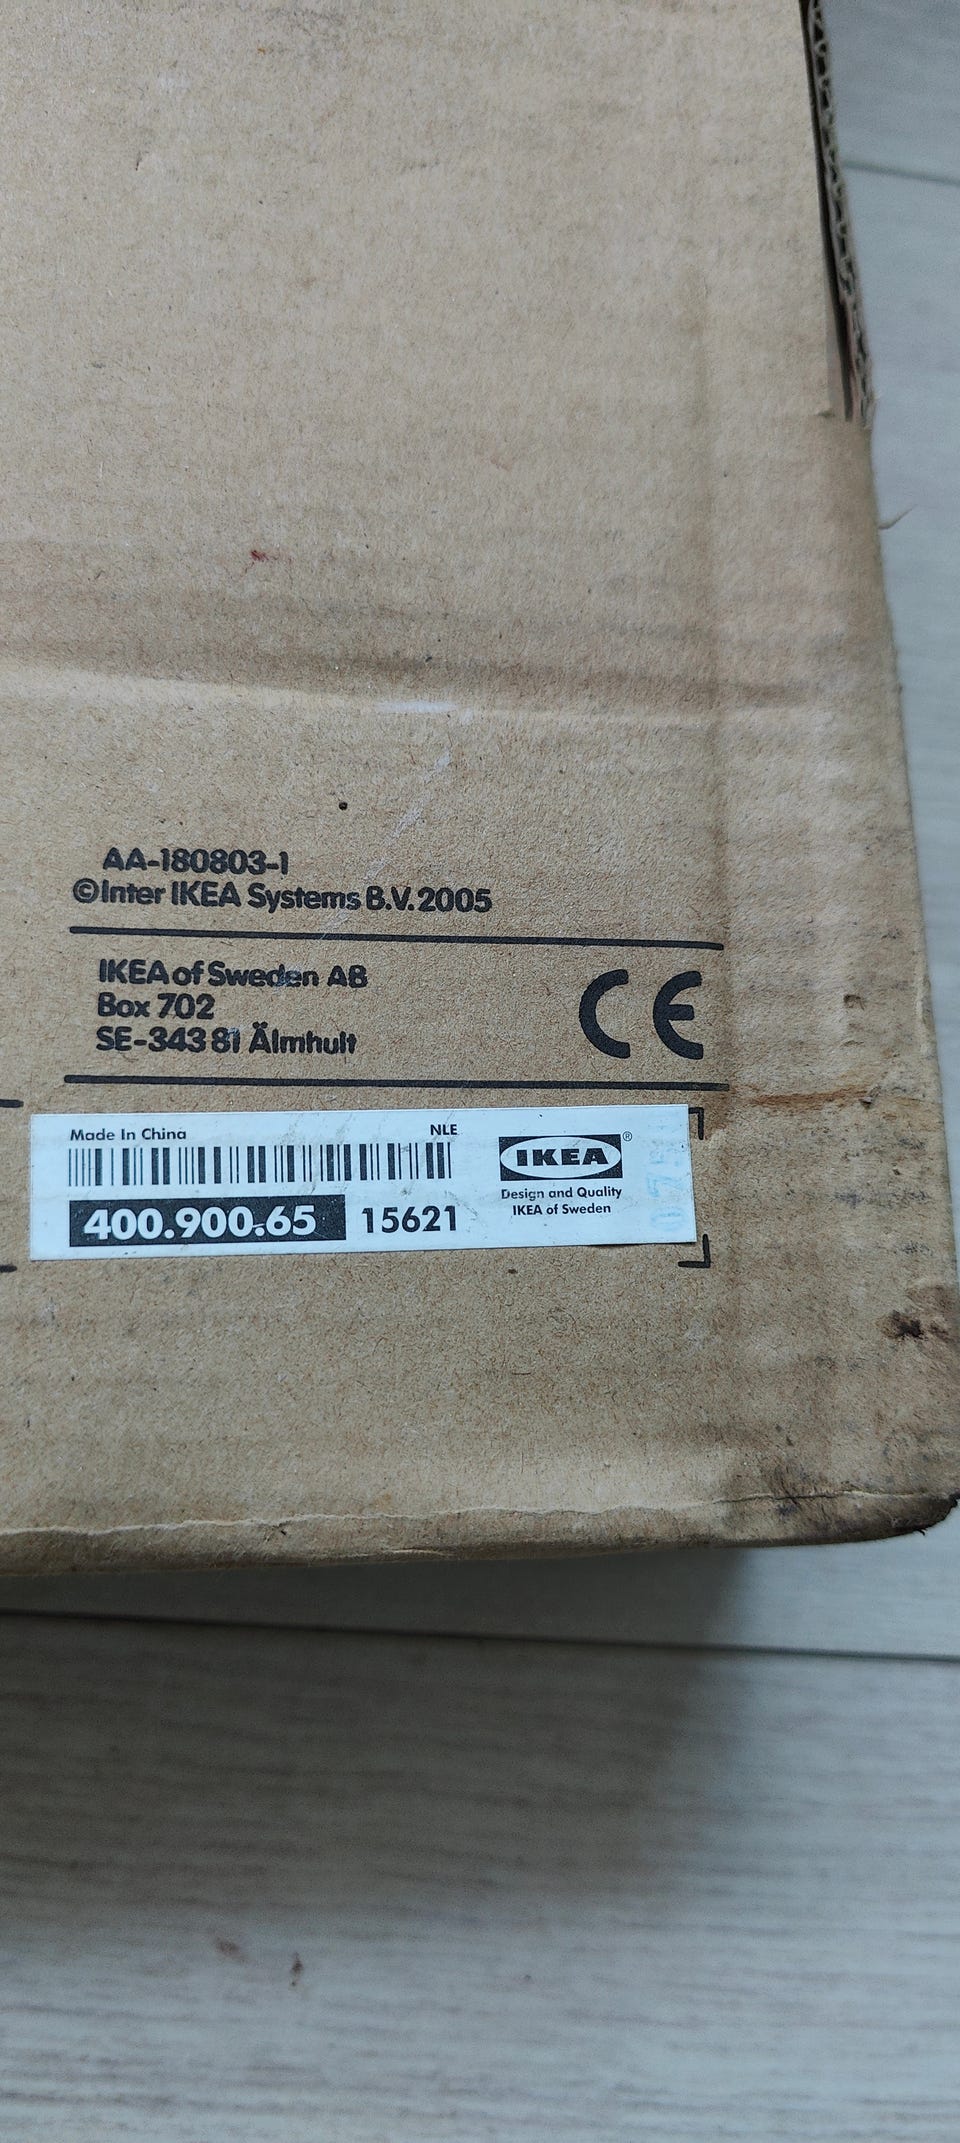 AA-180803-1
©Inter IKEA Systems B.V. 2005
IKEA of Sweden AB
Box 702
SE-343 81 Älmhult
CE
Made In China NLE
400.900.65 15621
IKEA®
Design and Quality
IKEA of Sweden